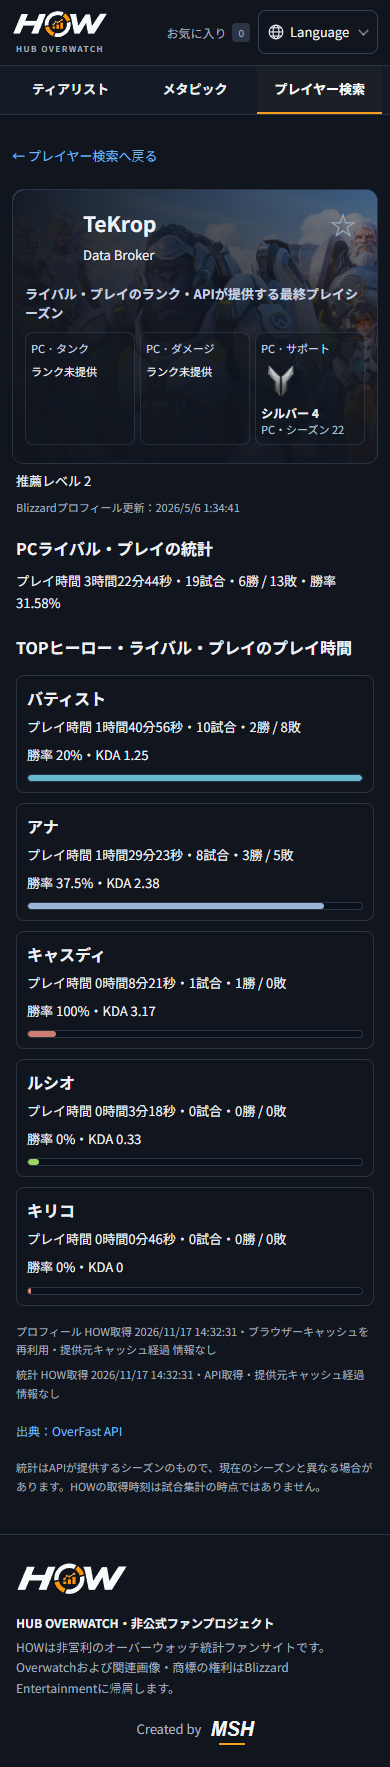 HOW
HUB OVERWATCH
お気に入り 0
Language
ティアリスト メタピック プレイヤー検索
← プレイヤー検索へ戻る
TeKrop
Data Broker
ライバル・プレイのランク・APIが提供する最終プレイシ
ーズン
PC・タンク
ランク未提供
PC・ダメージ
ランク未提供
PC・サポート
シルバー 4
PC・シーズン 22
推薦レベル 2
Blizzardプロフィール更新：2026/5/6 1:34:41
PCライバル・プレイの統計
プレイ時間 3時間22分44秒・19試合・6勝 / 13敗・勝率
31.58%
TOPヒーロー・ライバル・プレイのプレイ時間
バティスト
プレイ時間 1時間40分56秒・10試合・2勝 / 8敗
勝率 20%・KDA 1.25
アナ
プレイ時間 1時間29分23秒・8試合・3勝 / 5敗
勝率 37.5%・KDA 2.38
キャスディ
プレイ時間 0時間8分21秒・1試合・1勝 / 0敗
勝率 100%・KDA 3.17
ルシオ
プレイ時間 0時間3分18秒・0試合・0勝 / 0敗
勝率 0%・KDA 0.33
キリコ
プレイ時間 0時間0分46秒・0試合・0勝 / 0敗
勝率 0%・KDA 0
プロフィール HOW取得 2026/11/17 14:32:31・ブラウザーキャッシュを
再利用・提供元キャッシュ経過 情報なし
統計 HOW取得 2026/11/17 14:32:31・API取得・提供元キャッシュ経過
情報なし
出典：OverFast API
統計はAPIが提供するシーズンのもので、現在のシーズンと異なる場合が
あります。HOWの取得時刻は試合集計の時点ではありません。
HOW
HUB OVERWATCH・非公式ファンプロジェクト
HOWは非営利のオーバーウォッチ統計ファンサイトです。
Overwatchおよび関連画像・商標の権利はBlizzard
Entertainmentに帰属します。
Created by MSH